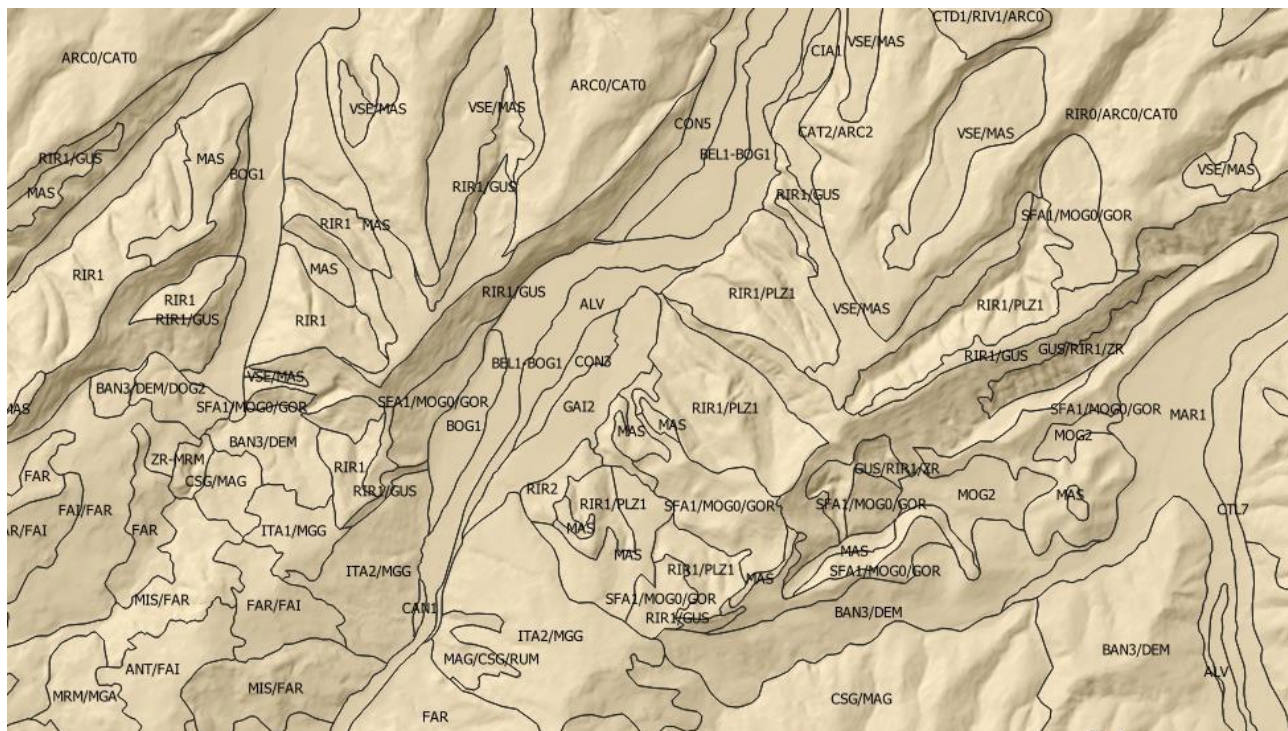 CTD1/RIV1/ARC0
VSE/MAS
CIA1
ARC0/CAT0
ARC0/CAT0
VSE/MAS
VSE/MAS
RIR0/ARC0/CAT0
CON5
CAT2/ARC2
VSE/MAS
BEL1-BOG1
RIR1/GUS
MAS
VSE/MAS
BOG1
MAS
RIR1/GUS
RIR1/GUS
SFA1/MOG0/GOR
RIR1
MAS
MAS
RIR1
RIR1/GUS
RIR1/PLZ1
RIR1
ALV
RIR1/PLZ1
VSE/MAS
RIR1/GUS
RIR1
GUS/RIR1/ZR
RIR1/GUS
BEL1-BOG1
CON3
VSE/MAS
BAN3/DEM/DOG2
SFA1/MOG0/GOR
SFA1/MOG0/GOR
GAI2
RIR1/PLZ1
SFA1/MOG0/GOR
MAR1
MAS
BOG1
MAS
MAS
MOG2
BAN3/DEM
ZR-MRM
RIR1
GUS/RIR1/ZR
FAR
CSG/MAG
RIR1/GUS
RIR2
MOG2
MAS
RIR1/PLZ1
SFA1/MOG0/GOR
SFA1/MOG0/GOR
FAI/FAR
CTL7
AR/FAI
FAR
ITA1/MGG
MAS
MAS
MAS
ITA2/MGG
RIR1/PLZ1
SFA1/MOG0/GOR
MAS
MIS/FAR
FAR/FAI
CAN1
SFA1/MOG0/GOR
BAN3/DEM
RIR1/GUS
ITA2/MGG
BAN3/DEM
MAG/CSG/RUM
ANT/FAI
ALV
MRM/MGA
MIS/FAR
CSG/MAG
FAR